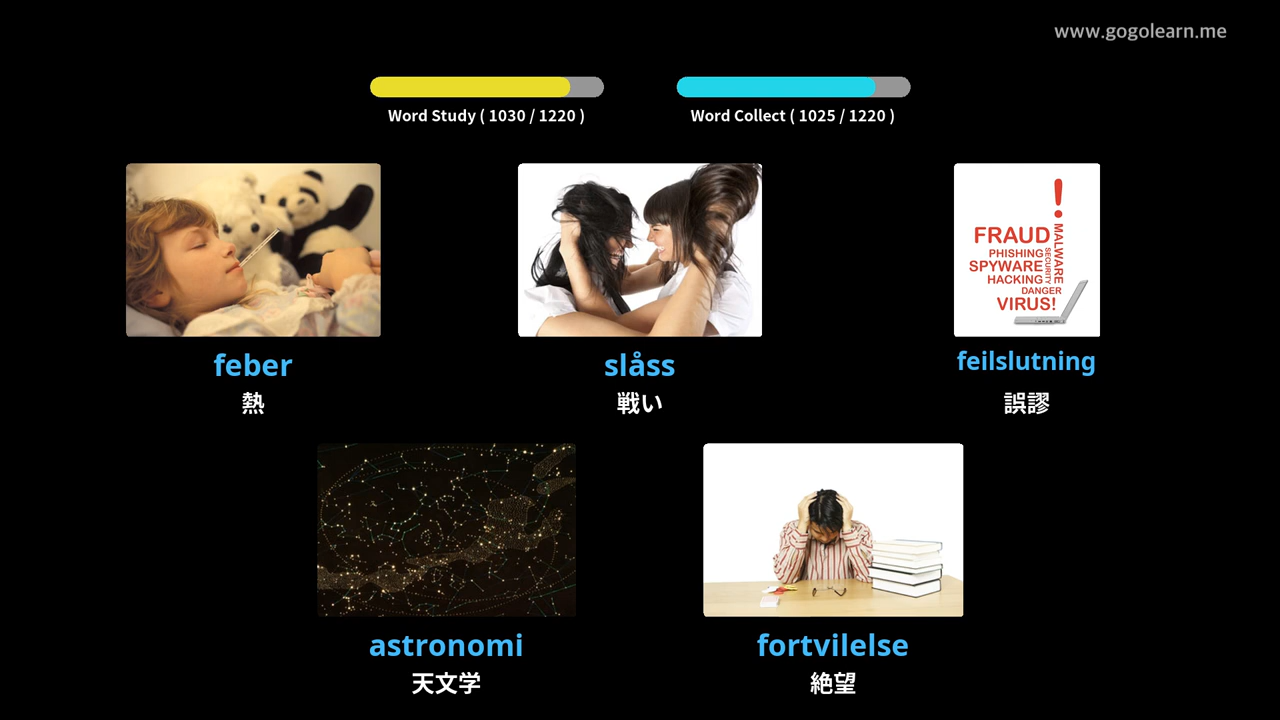 www.gogolearn.me
Word Study ( 1030 / 1220 )
Word Collect ( 1025 / 1220 )
!
FRAUD
PHISHING
SPYWARE
HACKING
DANGER
VIRUS!
MALWARE
SECURITY
feber
slåss
feilslutning
熱
戦い
誤謬
astronomi
fortvilelse
天文学
絶望